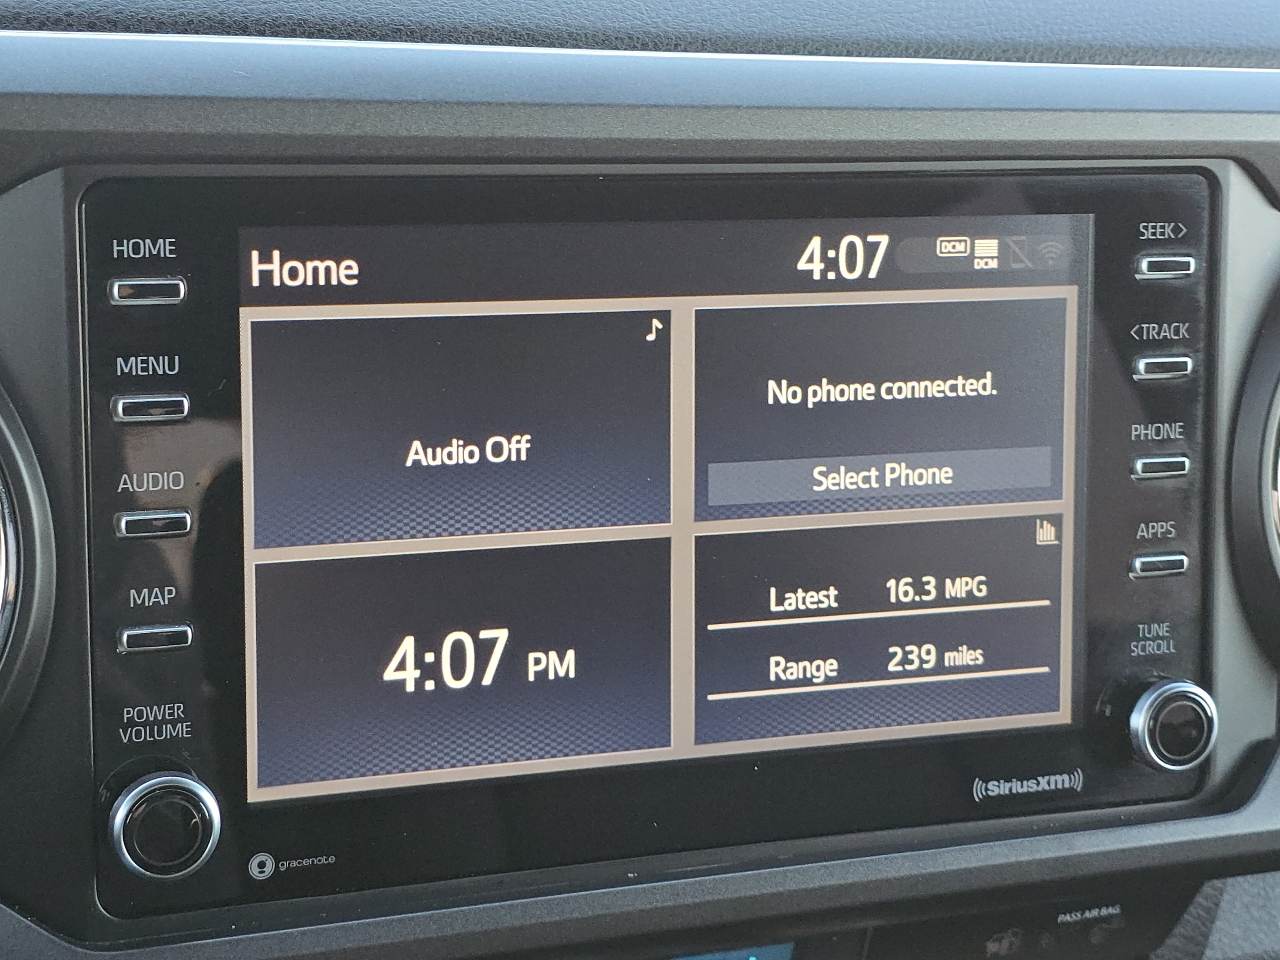 HOME
MENU
AUDIO
MAP
POWER
VOLUME
Home
4:07
DCM
DCM
Audio Off
No phone connected.
Select Phone
4:07 PM
Latest 16.3 MPG
Range 239 miles
SEEK>
<TRACK
PHONE
APPS
TUNE
SCROLL
gracenote
((SiriusXM))
PASS AIR BAG